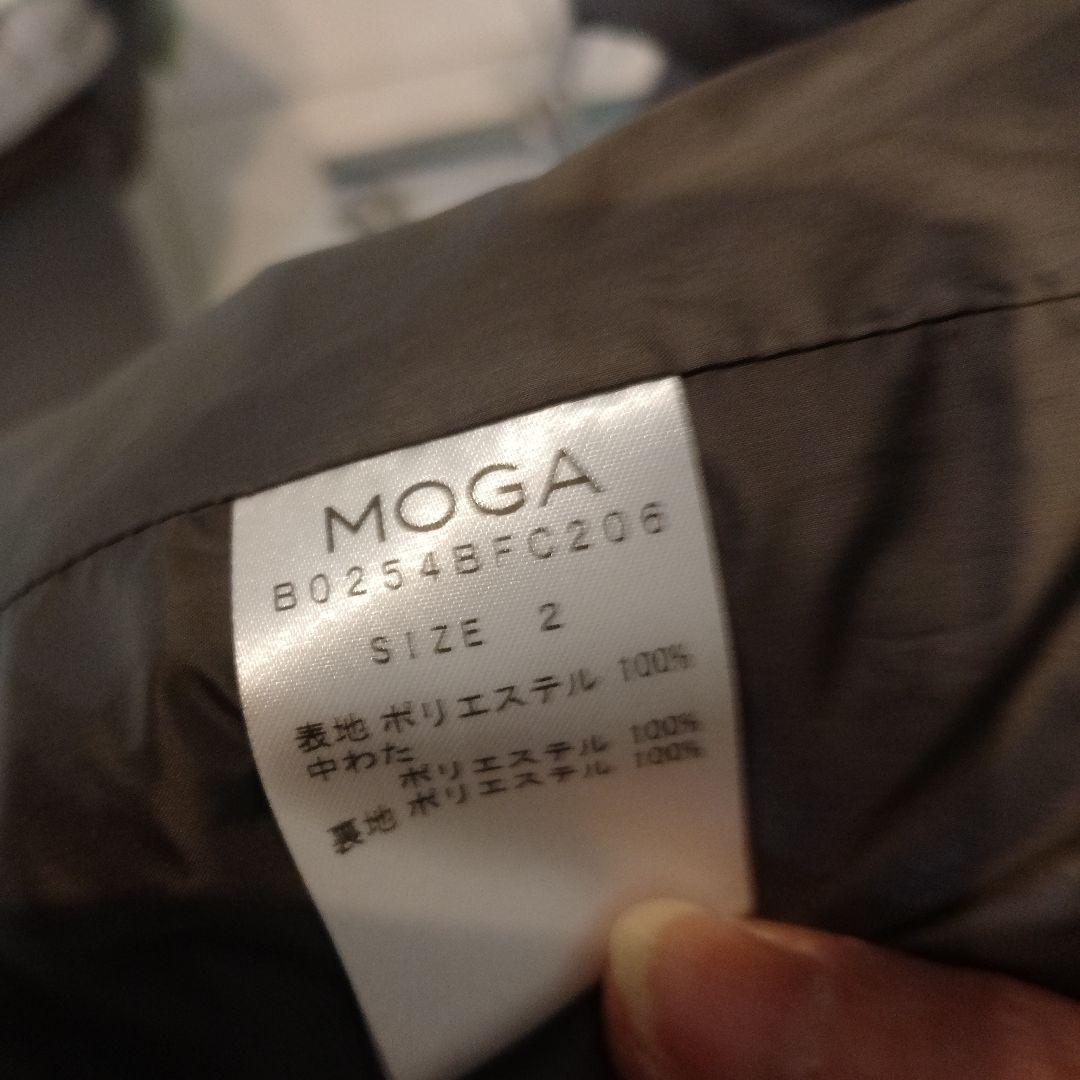 MOGA
B0254BFC206
SIZE 2
表地 ポリエステル 100%
中わた
ポリエステル 100%
裏地 ポリエステル 100%